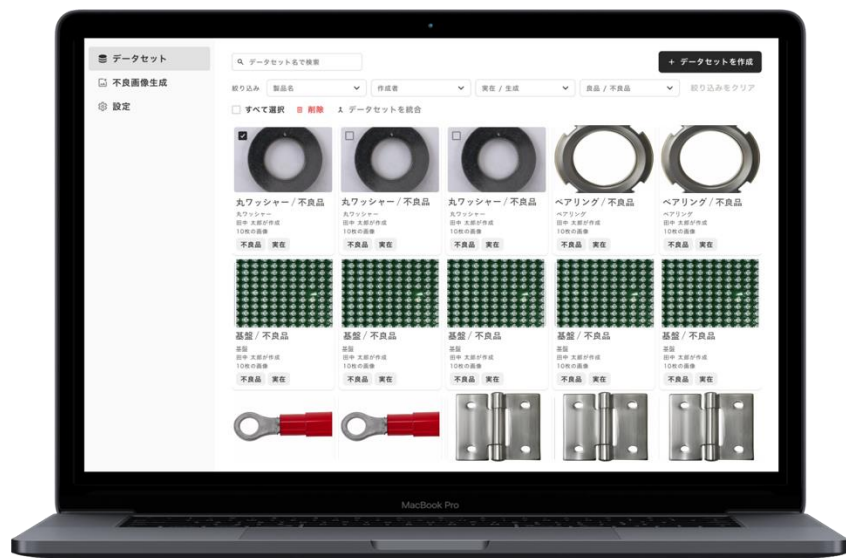 データセット
不良画像生成
設定
データセット名で検索
+ データセットを作成
絞り込み 製品名 作成者 実在 / 生成 良品 / 不良品 絞り込みをクリア
すべて選択 削除 データセットを統合
丸ワッシャー / 不良品
丸ワッシャー
田中 太郎が作成
10枚の画像
不良品 実在
丸ワッシャー / 不良品
丸ワッシャー
田中 太郎が作成
10枚の画像
不良品 実在
丸ワッシャー / 不良品
丸ワッシャー
田中 太郎が作成
10枚の画像
不良品 実在
ベアリング / 不良品
ベアリング
田中 太郎が作成
10枚の画像
不良品 実在
ベアリング / 不良品
ベアリング
田中 太郎が作成
10枚の画像
不良品 実在
基盤 / 不良品
基盤
田中 太郎が作成
10枚の画像
不良品 実在
基盤 / 不良品
基盤
田中 太郎が作成
10枚の画像
不良品 実在
基盤 / 不良品
基盤
田中 太郎が作成
10枚の画像
不良品 実在
基盤 / 不良品
基盤
田中 太郎が作成
10枚の画像
不良品 実在
基盤 / 不良品
基盤
田中 太郎が作成
10枚の画像
不良品 実在
MacBook Pro